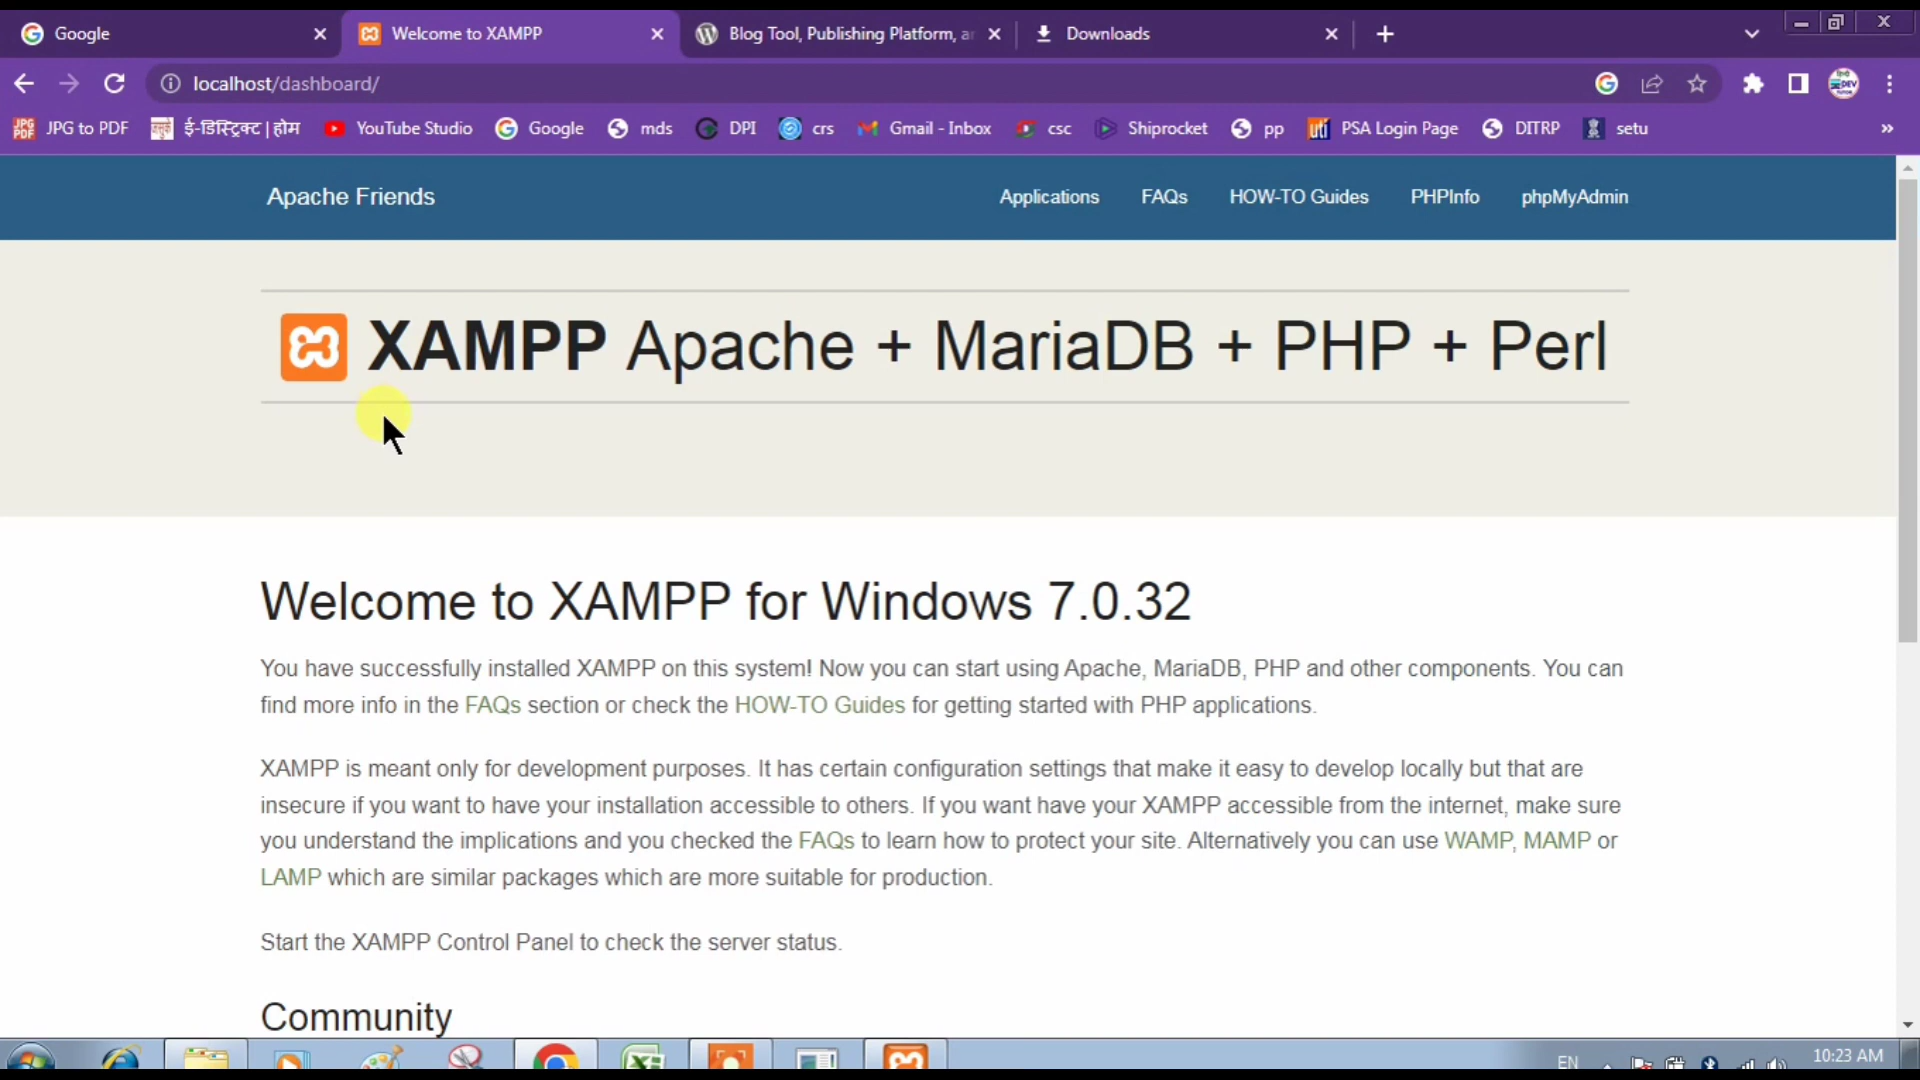 Google
Welcome to XAMPP
Blog Tool, Publishing Platform, ar
Downloads
localhost/dashboard/
JPG to PDF
ई-डिस्ट्रिक्ट | होम
YouTube Studio
Google
mds
DPI
crs
Gmail - Inbox
csc
Shiprocket
pp
uti
PSA Login Page
DITRP
setu
»
Apache Friends
Applications
FAQs
HOW-TO Guides
PHPInfo
phpMyAdmin
XAMPP Apache + MariaDB + PHP + Perl
Welcome to XAMPP for Windows 7.0.32
You have successfully installed XAMPP on this system! Now you can start using Apache, MariaDB, PHP and other components. You can
find more info in the FAQs section or check the HOW-TO Guides for getting started with PHP applications.
XAMPP is meant only for development purposes. It has certain configuration settings that make it easy to develop locally but that are
insecure if you want to have your installation accessible to others. If you want have your XAMPP accessible from the internet, make sure
you understand the implications and you checked the FAQs to learn how to protect your site. Alternatively you can use WAMP, MAMP or
LAMP which are similar packages which are more suitable for production.
Start the XAMPP Control Panel to check the server status.
Community
EN
10:23 AM